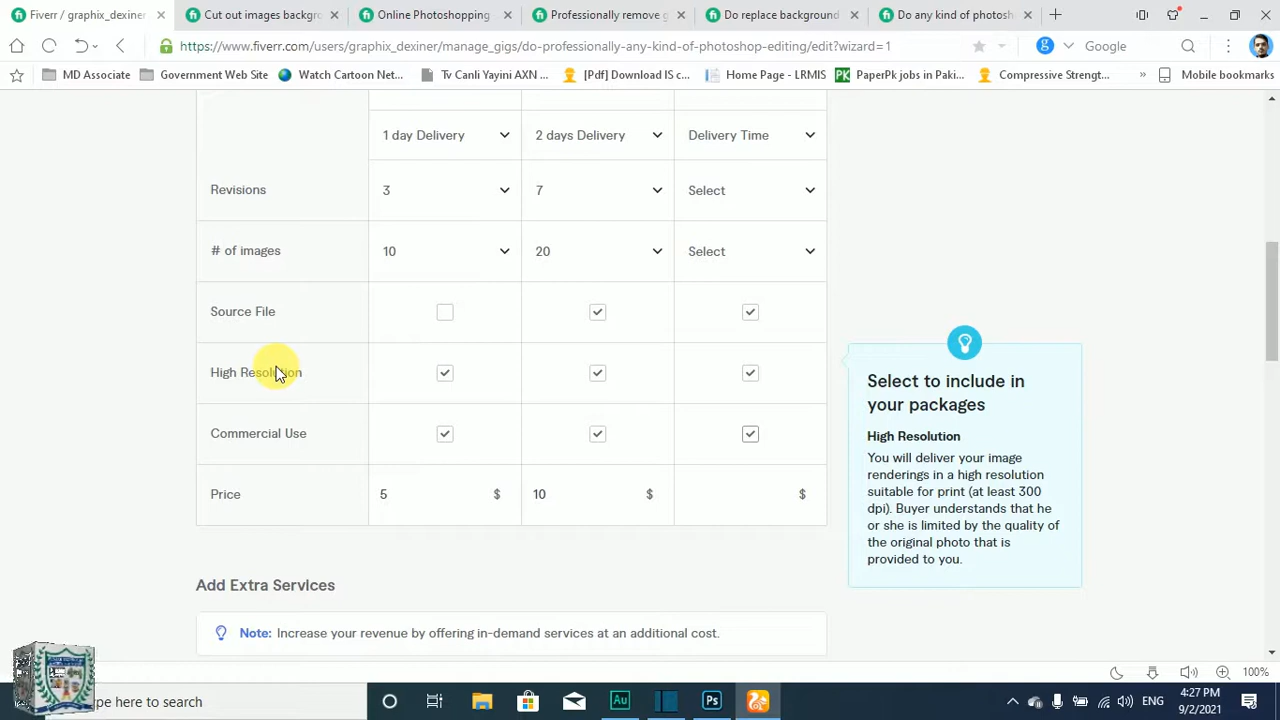 Fiverr / graphix_dexiner
Cut out images backgro
Online Photoshopping
Professionally remove g
Do replace background
Do any kind of photosh
https://www.fiverr.com/users/graphix_dexiner/manage_gigs/do-professionally-any-kind-of-photoshop-editing/edit?wizard=1
Google
MD Associate
Government Web Site
Watch Cartoon Net...
Tv Canli Yayini AXN ...
[Pdf] Download IS c...
Home Page - LRMIS
PaperPk jobs in Paki...
Compressive Strengt...
Mobile bookmarks
1 day Delivery
2 days Delivery
Delivery Time
Revisions
3
7
Select
# of images
10
20
Select
Source File
High Resolution
Commercial Use
Price
5 $
10 $
$
Select to include in
your packages
High Resolution
You will deliver your image
renderings in a high resolution
suitable for print (at least 300
dpi). Buyer understands that he
or she is limited by the quality of
the original photo that is
provided to you.
Add Extra Services
Note: Increase your revenue by offering in-demand services at an additional cost.
100%
pe here to search
ENG
4:27 PM
9/2/2021